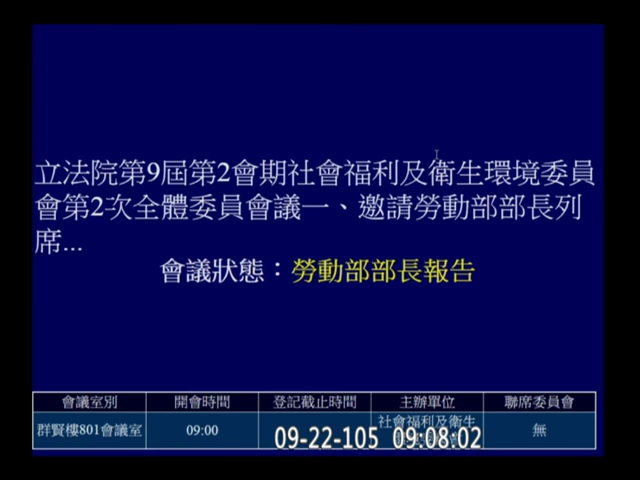 立法院第9屆第2會期社會福利及衛生環境委員
會第2次全體委員會議一、邀請勞動部部長列
席...
會議狀態：勞動部部長報告
會議室別 開會時間 登記截止時間 主辦單位 聯席委員會
群賢樓801會議室 09:00 社會福利及衛生 無
09-22-105 09:08:02